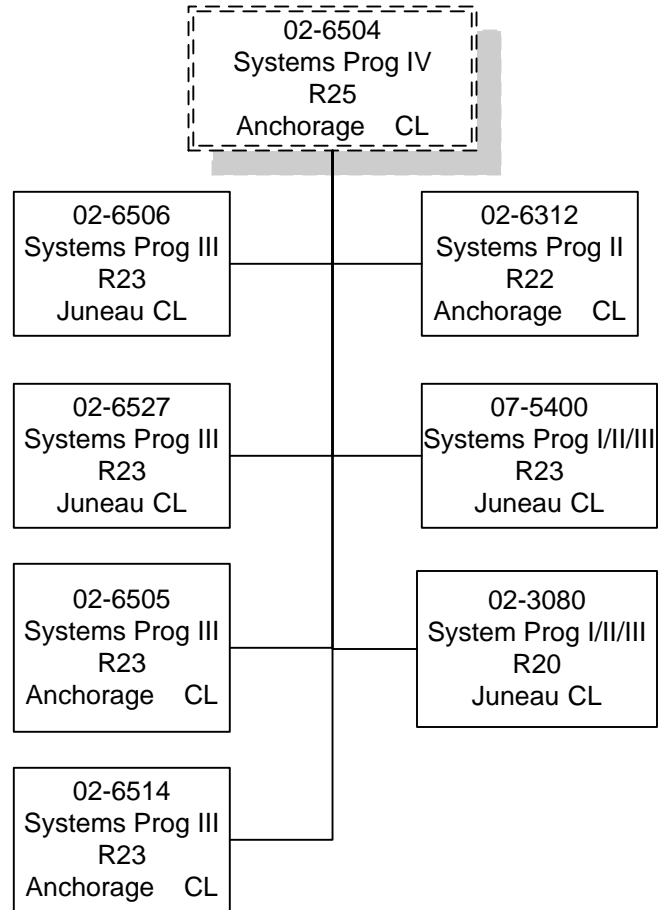 02-6504
Systems Prog IV
R25
Anchorage CL
02-6506
Systems Prog III
R23
Juneau CL
02-6312
Systems Prog II
R22
Anchorage CL
02-6527
Systems Prog III
R23
Juneau CL
07-5400
Systems Prog I/II/III
R23
Juneau CL
02-6505
Systems Prog III
R23
Anchorage CL
02-3080
System Prog I/II/III
R20
Juneau CL
02-6514
Systems Prog III
R23
Anchorage CL